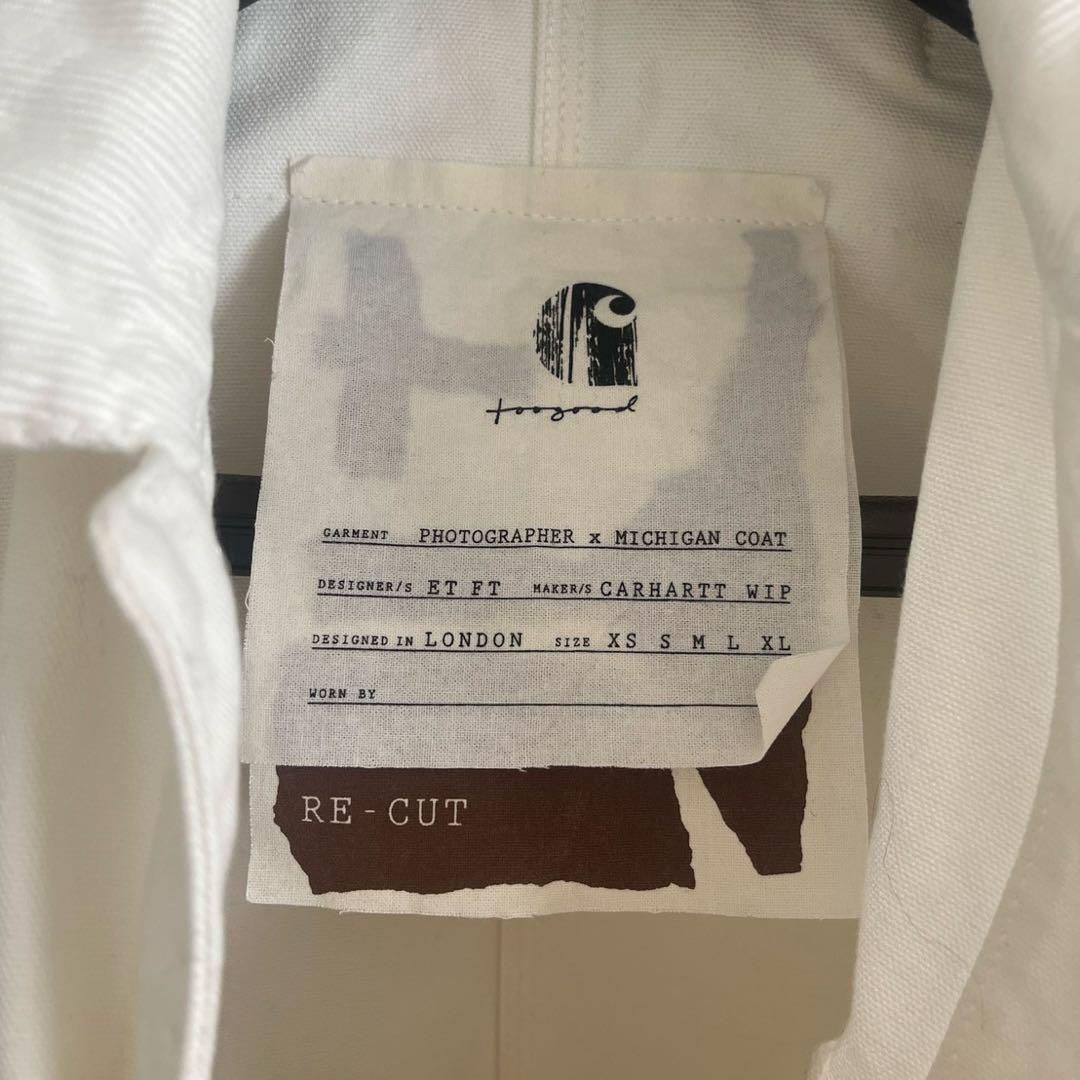 toogood
GARMENT PHOTOGRAPHER x MICHIGAN COAT
DESIGNER/S ET FT MAKER/S CARHARTT WIP
DESIGNED IN LONDON SIZE XS S M L XL
WORN BY
RE-CUT